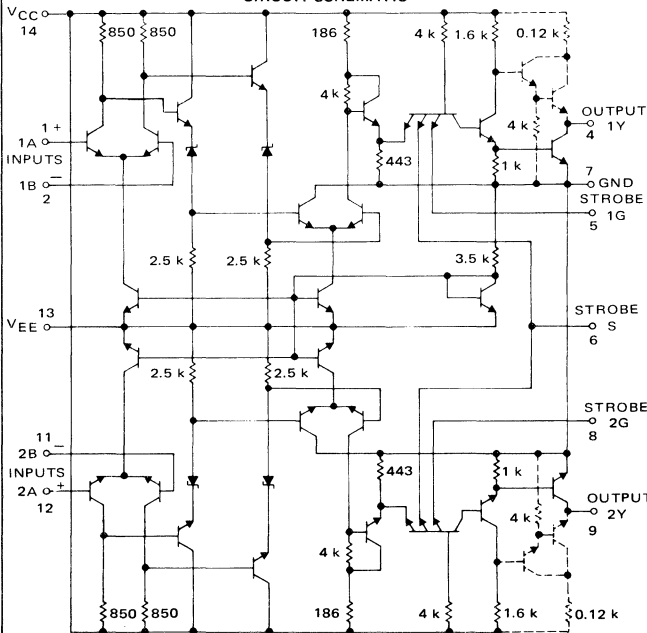 VCC
14
850
850
186
4 k
1.6 k
0.12 k
4 k
1 +
1A
INPUTS
1B
−
2
443
4 k
OUTPUT
1Y
4
1 k
7
GND
STROBE
1G
5
2.5 k
2.5 k
3.5 k
13
VEE
STROBE
S
6
2.5 k
2.5 k
STROBE
2G
8
11
2B −
INPUTS
2A +
12
443
1 k
4 k
OUTPUT
2Y
9
4 k
850
850
186
4 k
1.6 k
0.12 k